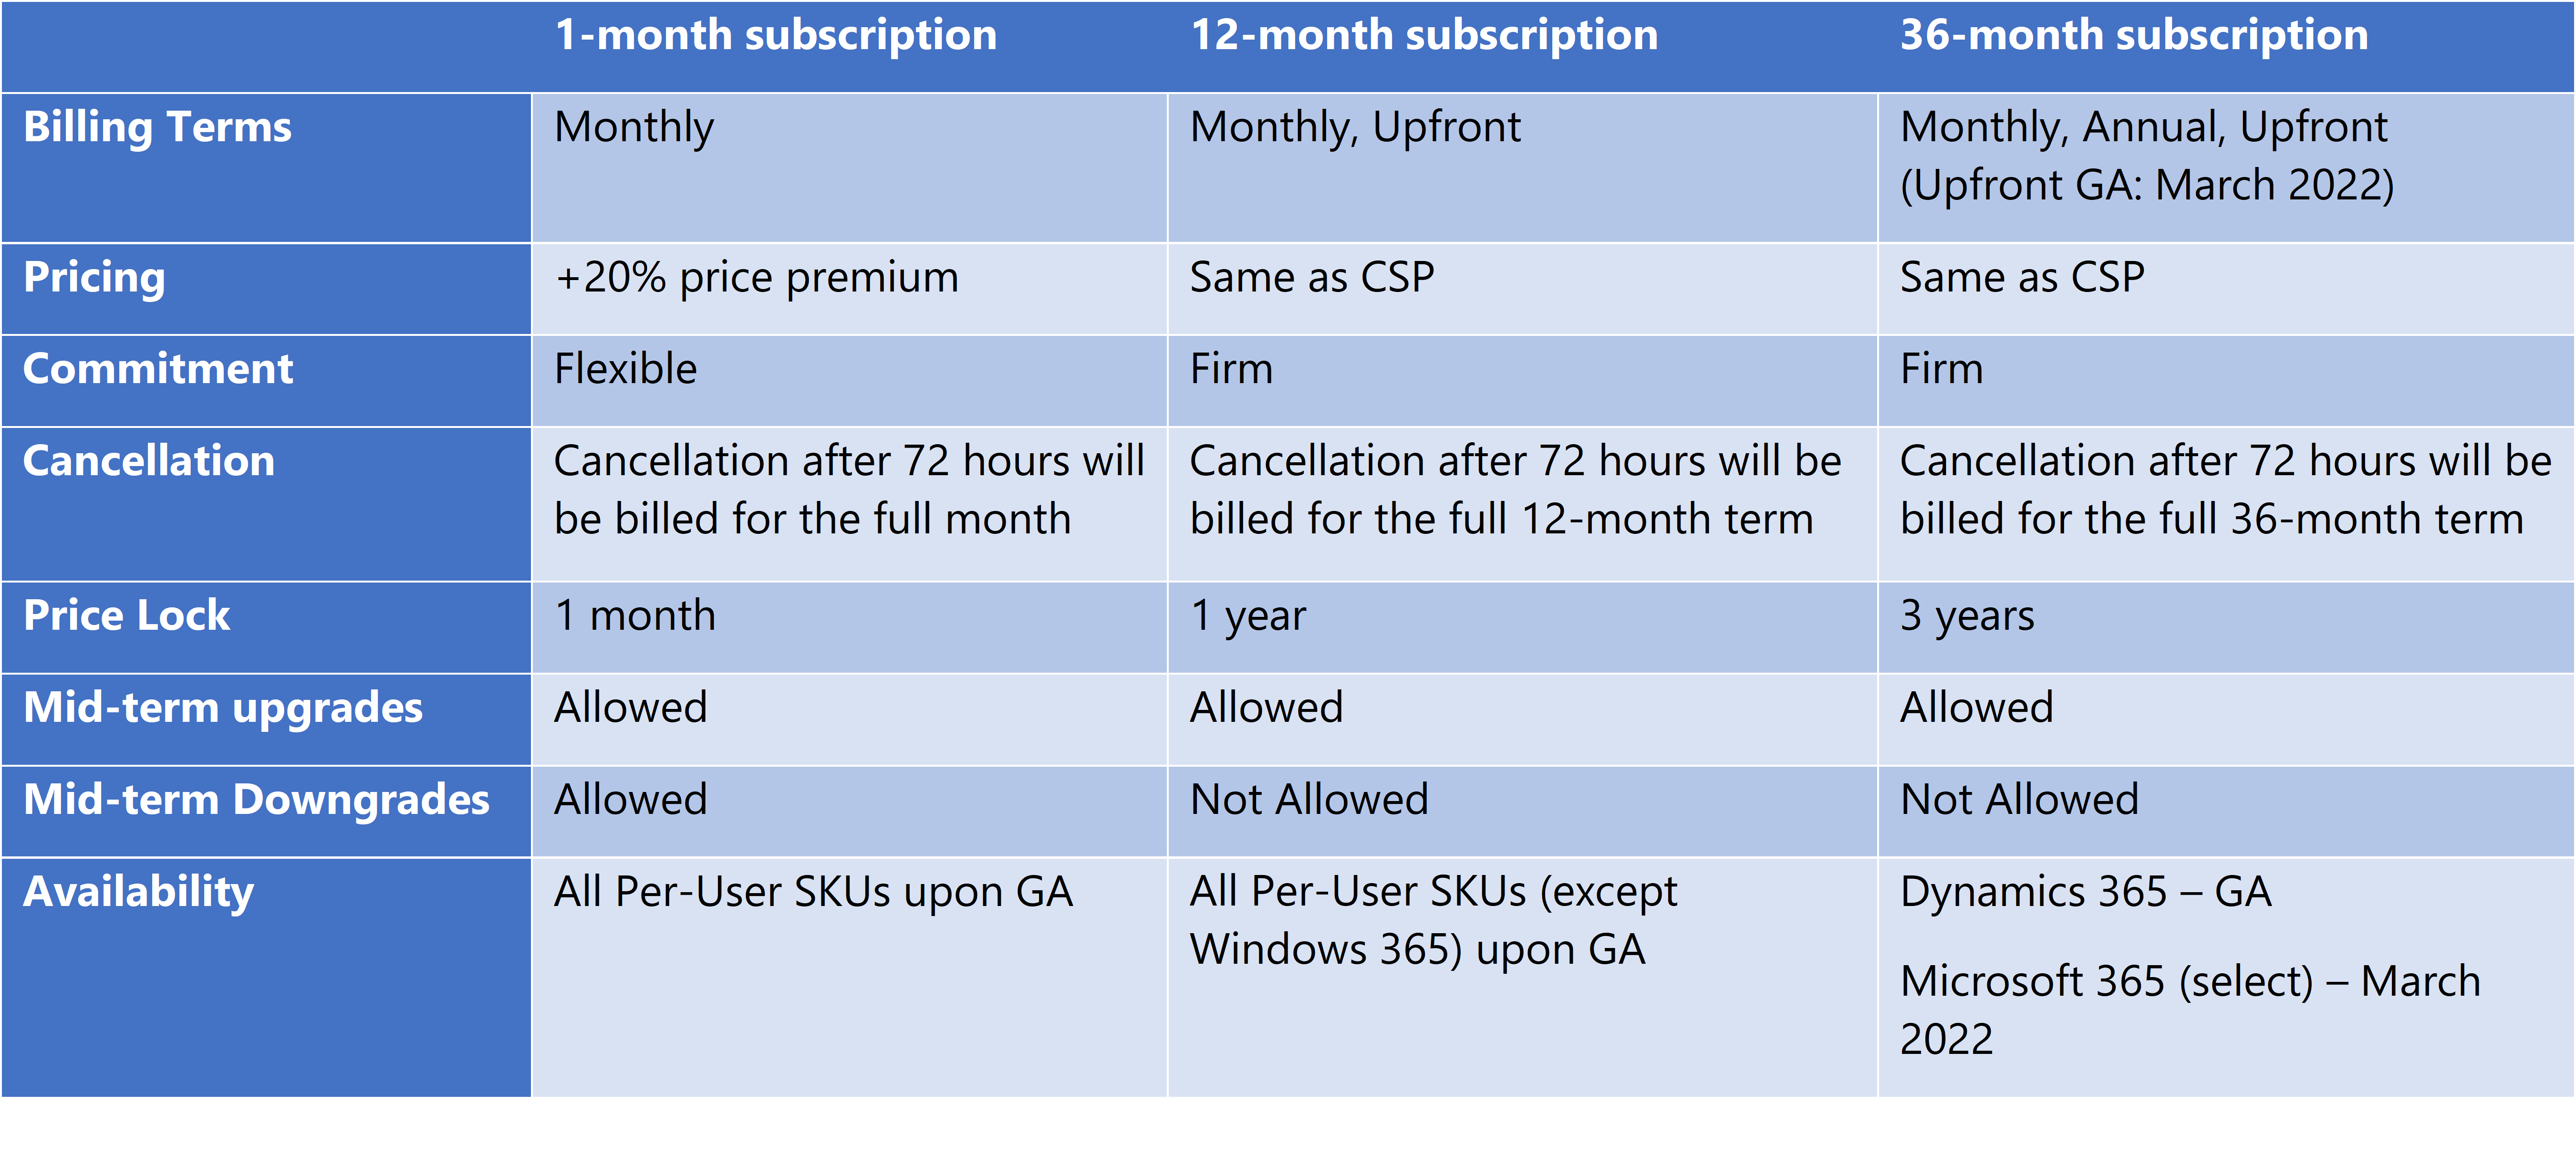 1-month subscription
12-month subscription
36-month subscription
Billing Terms
Monthly
Monthly, Upfront
Monthly, Annual, Upfront
(Upfront GA: March 2022)
Pricing
+20% price premium
Same as CSP
Same as CSP
Commitment
Flexible
Firm
Firm
Cancellation
Cancellation after 72 hours will
be billed for the full month
Cancellation after 72 hours will be
billed for the full 12-month term
Cancellation after 72 hours will be
billed for the full 36-month term
Price Lock
1 month
1 year
3 years
Mid-term upgrades
Allowed
Allowed
Allowed
Mid-term Downgrades
Allowed
Not Allowed
Not Allowed
Availability
All Per-User SKUs upon GA
All Per-User SKUs (except
Windows 365) upon GA
Dynamics 365 – GA
Microsoft 365 (select) – March
2022